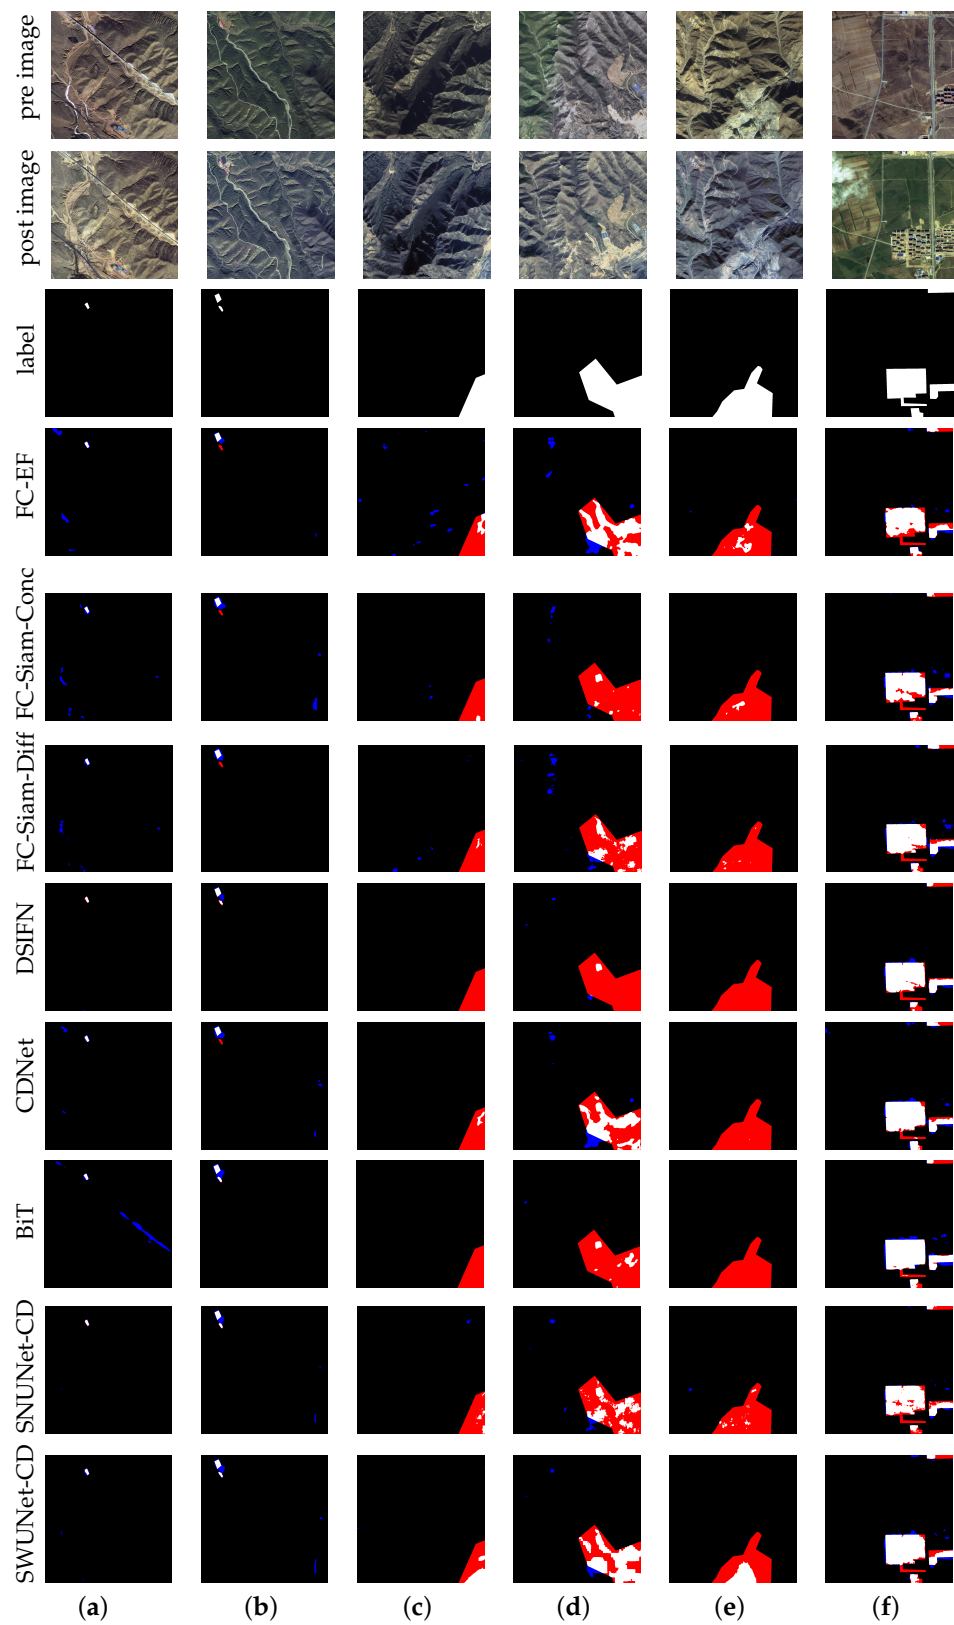 pre image
post image
label
FC-EF
FC-Siam-Conc
FC-Siam-Diff
DSIFN
CDNet
BiT
SNUNet-CD
SWUNet-CD
(a) (b) (c) (d) (e) (f)